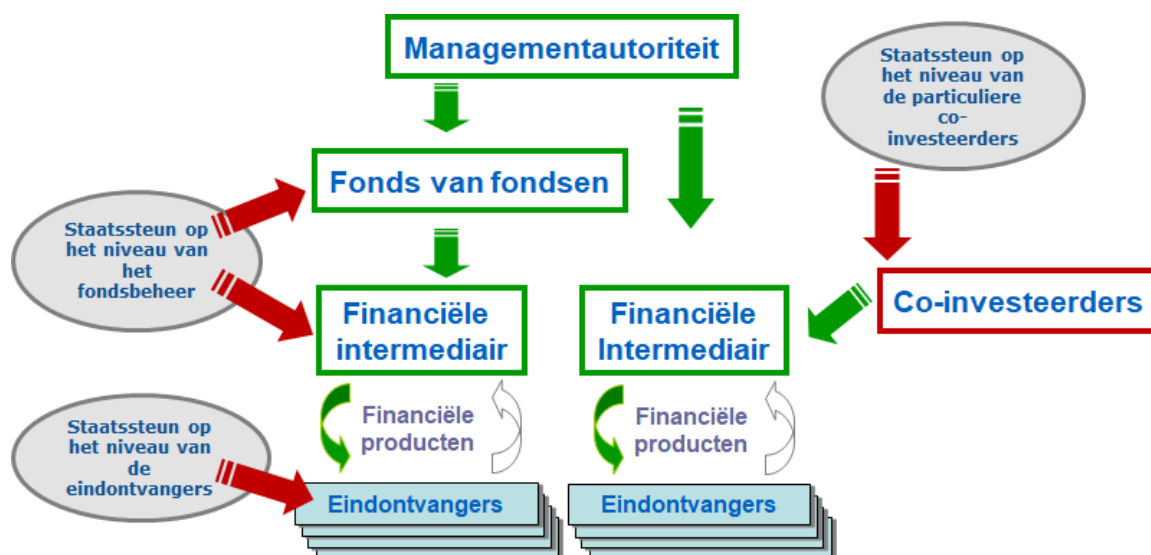 Managementautoriteit
Staatssteun op
het niveau van
de particuliere
co-
investeerders
Fonds van fondsen
Staatssteun op
het niveau van
het
fondsbeheer
Financiële
intermediair
Financiële
Intermediair
Co-investeerders
Financiële
producten
Financiële
producten
Staatssteun op
het niveau van
de
eindontvangers
Eindontvangers
Eindontvangers